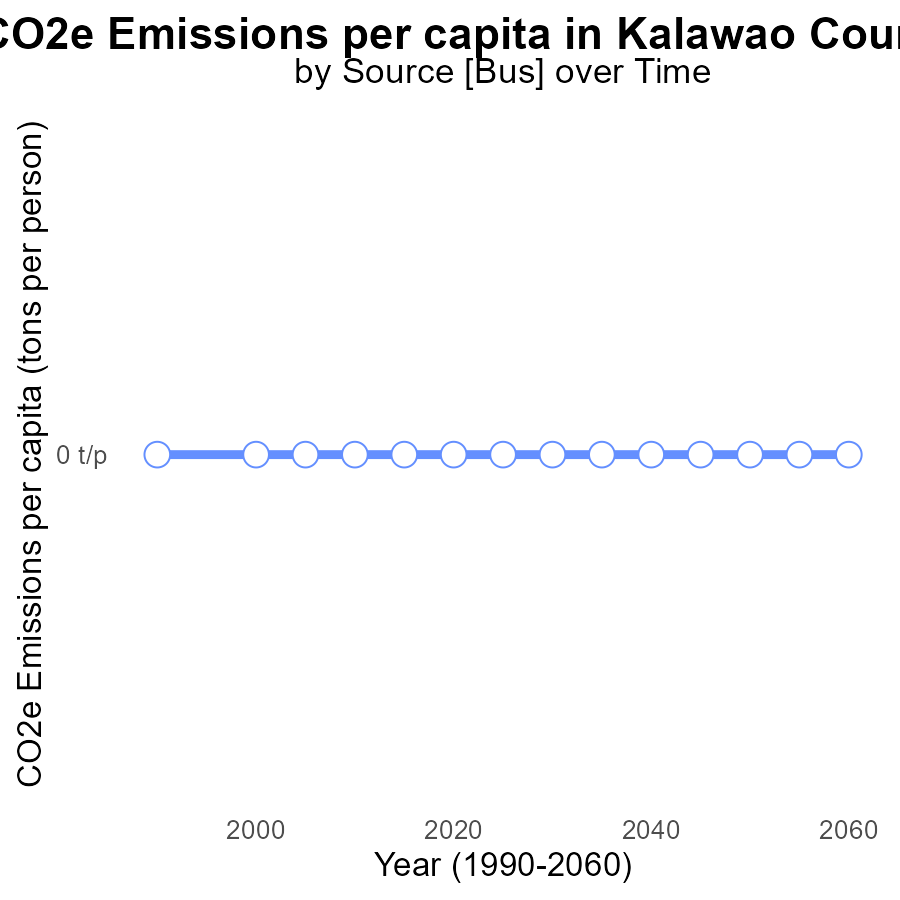 CO2e Emissions per capita in Kalawao Cour
by Source [Bus] over Time
CO2e Emissions per capita (tons per person)
0 t/p
2000 2020 2040 2060
Year (1990-2060)